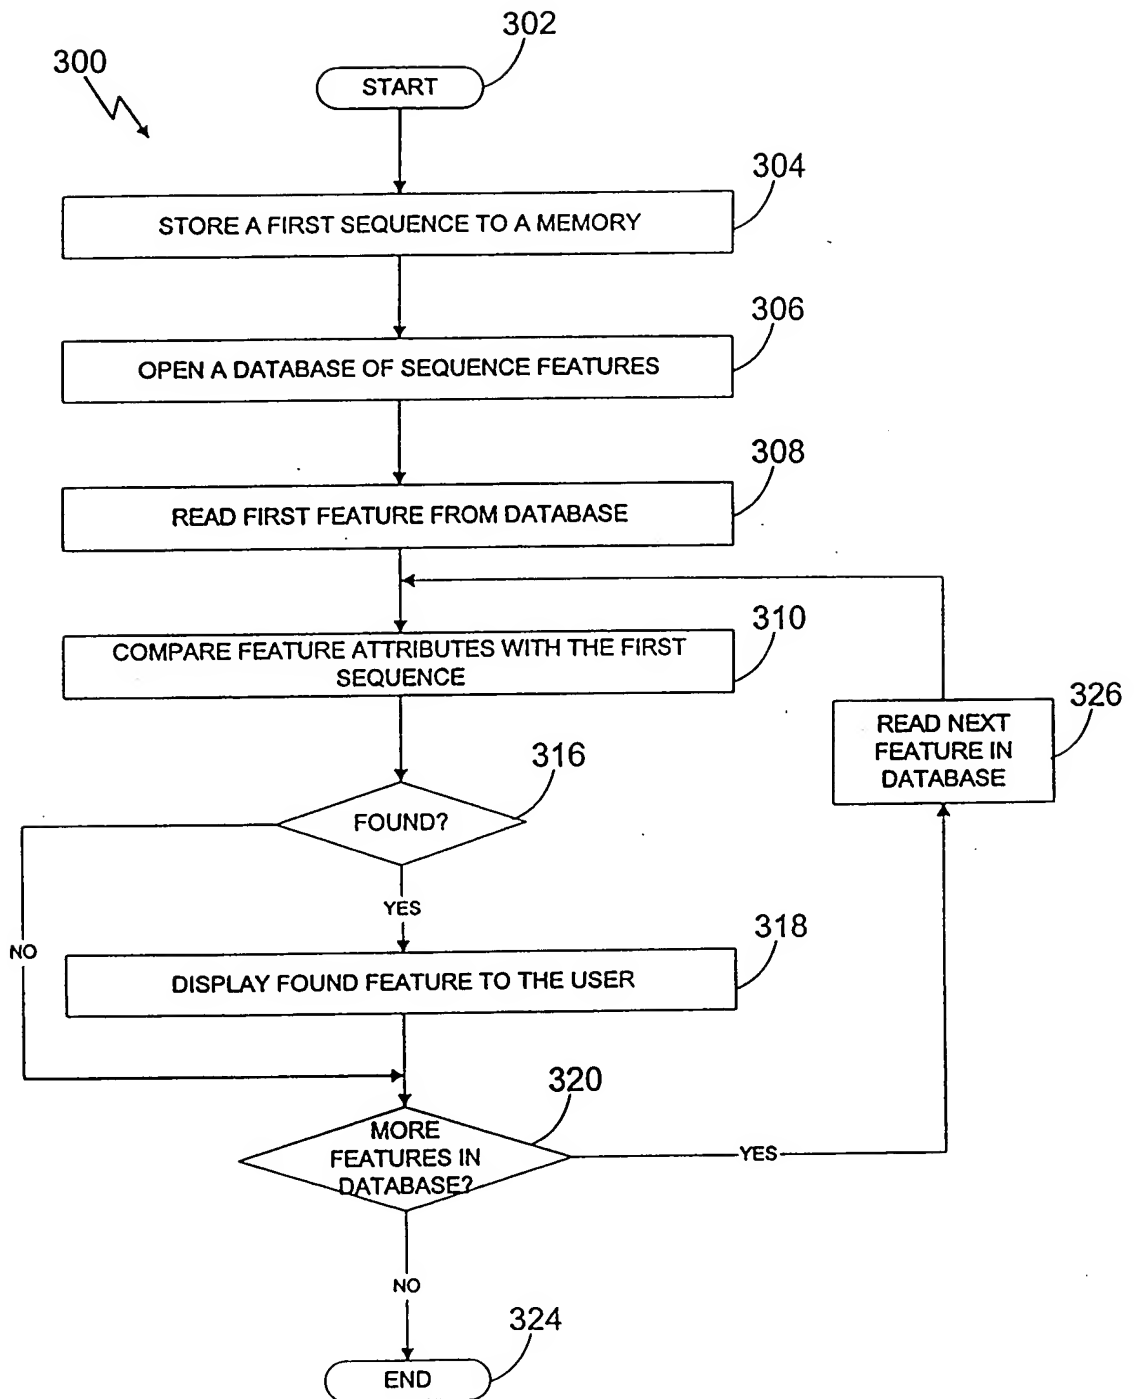 302
300
START
304
STORE A FIRST SEQUENCE TO A MEMORY
306
OPEN A DATABASE OF SEQUENCE FEATURES
308
READ FIRST FEATURE FROM DATABASE
310
COMPARE FEATURE ATTRIBUTES WITH THE FIRST
SEQUENCE
326
READ NEXT
FEATURE IN
DATABASE
316
FOUND?
YES
NO
318
DISPLAY FOUND FEATURE TO THE USER
320
MORE
FEATURES IN
DATABASE?
YES
NO
324
END